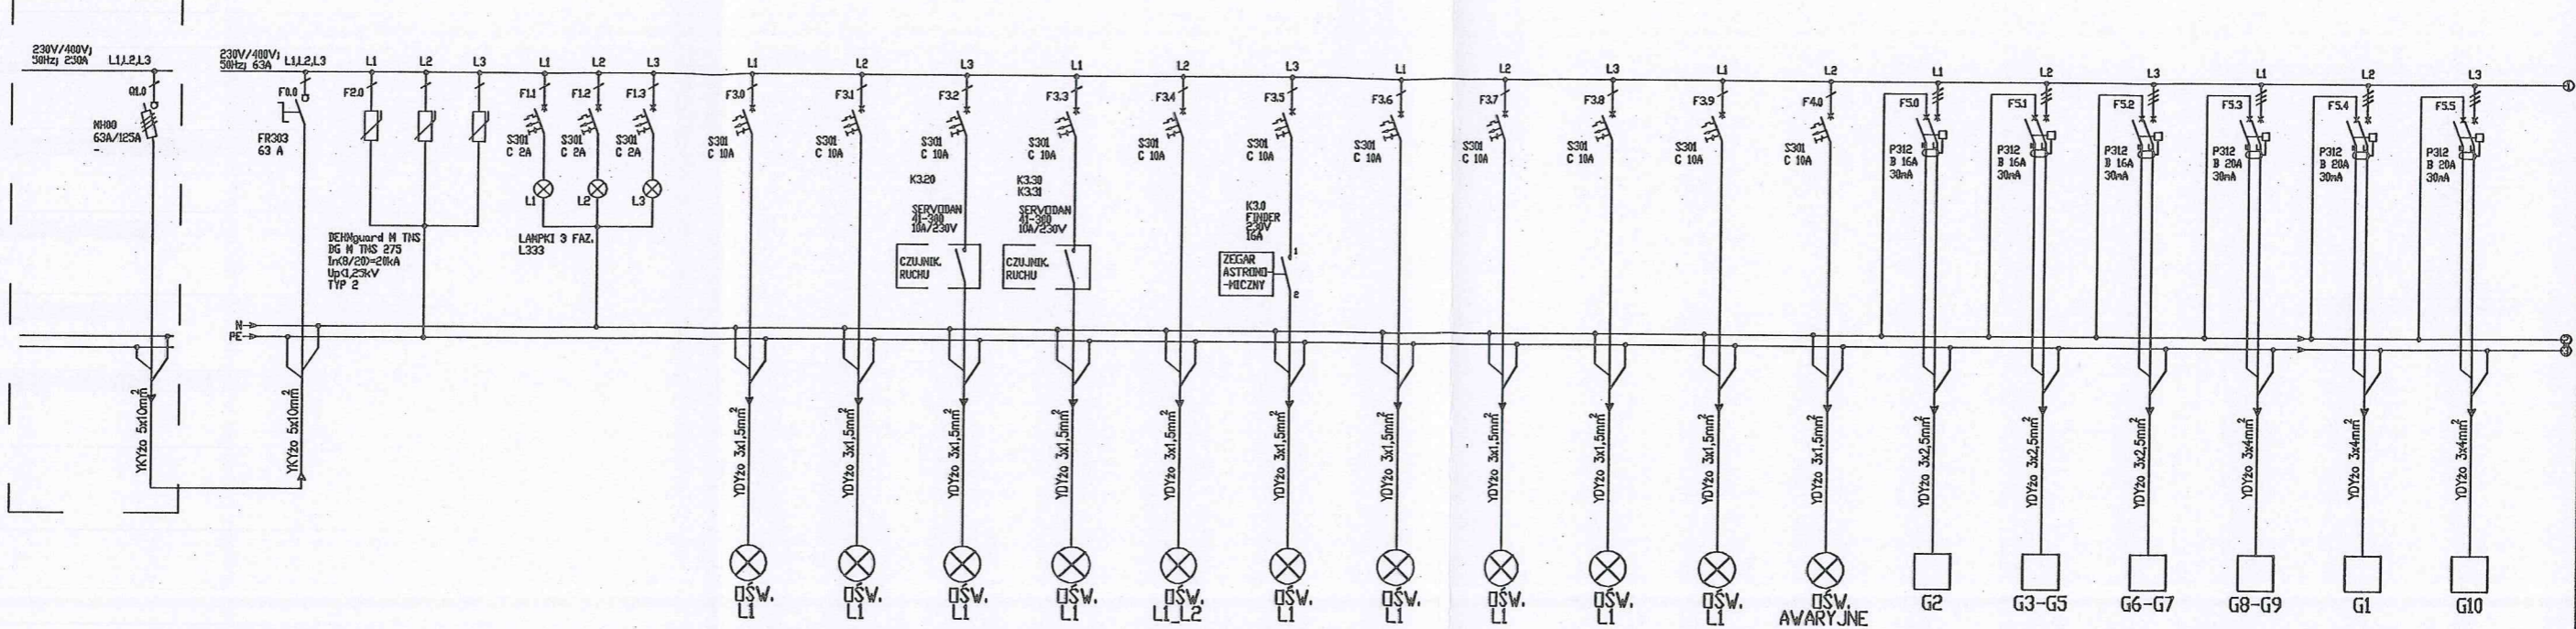 230V/400V;
50Hz; 250A
L1,L2,L3
Q1.0
NH00
63A/125A
-
YKYżo 5x10mm²
230V/400V;
50Hz; 63A
L1,L2,L3
F0.0
FR303
63 A
YKYżo 5x10mm²
L1
L2
L3
F2.0
DEHNguard M TNS
DG M TNS 275
In(8/20)=20kA
Up<1,25kV
TYP 2
L1
L2
L3
F1.1
F1.2
F1.3
S301
C 2A
S301
C 2A
S301
C 2A
L1
L2
L3
LAMPKI 3 FAZ.
L333
N
PE
L1
F3.0
S301
C 10A
YDYżo 3x1,5mm²
OŚW.
L1
L2
F3.1
S301
C 10A
YDYżo 3x1,5mm²
OŚW.
L1
L3
F3.2
S301
C 10A
K3.20
SERVODAN
41-300
10A/230V
CZUJNIK.
RUCHU
YDYżo 3x1,5mm²
OŚW.
L1
L1
F3.3
S301
C 10A
K3.30
K3.31
SERVODAN
41-300
10A/230V
CZUJNIK.
RUCHU
YDYżo 3x1,5mm²
OŚW.
L1
L2
F3.4
S301
C 10A
YDYżo 3x1,5mm²
OŚW.
L1_L2
L3
F3.5
S301
C 10A
K3.0
FINDER
230V
16A
1
ZEGAR
ASTRONO
-MICZNY
2
YDYżo 3x1,5mm²
OŚW.
L1
L1
F3.6
S301
C 10A
YDYżo 3x1,5mm²
OŚW.
L1
L2
F3.7
S301
C 10A
YDYżo 3x1,5mm²
OŚW.
L1
L3
F3.8
S301
C 10A
YDYżo 3x1,5mm²
OŚW.
L1
L1
F3.9
S301
C 10A
YDYżo 3x1,5mm²
OŚW.
L1
L2
F4.0
S301
C 10A
YDYżo 3x1,5mm²
OŚW.
AWARYJNE
L1
F5.0
P312
B 16A
30mA
YDYżo 3x2,5mm²
G2
L2
F5.1
P312
B 16A
30mA
YDYżo 3x2,5mm²
G3-G5
L3
F5.2
P312
B 16A
30mA
YDYżo 3x2,5mm²
G6-G7
L1
F5.3
P312
B 20A
30mA
YDYżo 3x4mm²
G8-G9
L2
F5.4
P312
B 20A
30mA
YDYżo 3x4mm²
G1
L3
F5.5
P312
B 20A
30mA
YDYżo 3x4mm²
G10
1
2
3